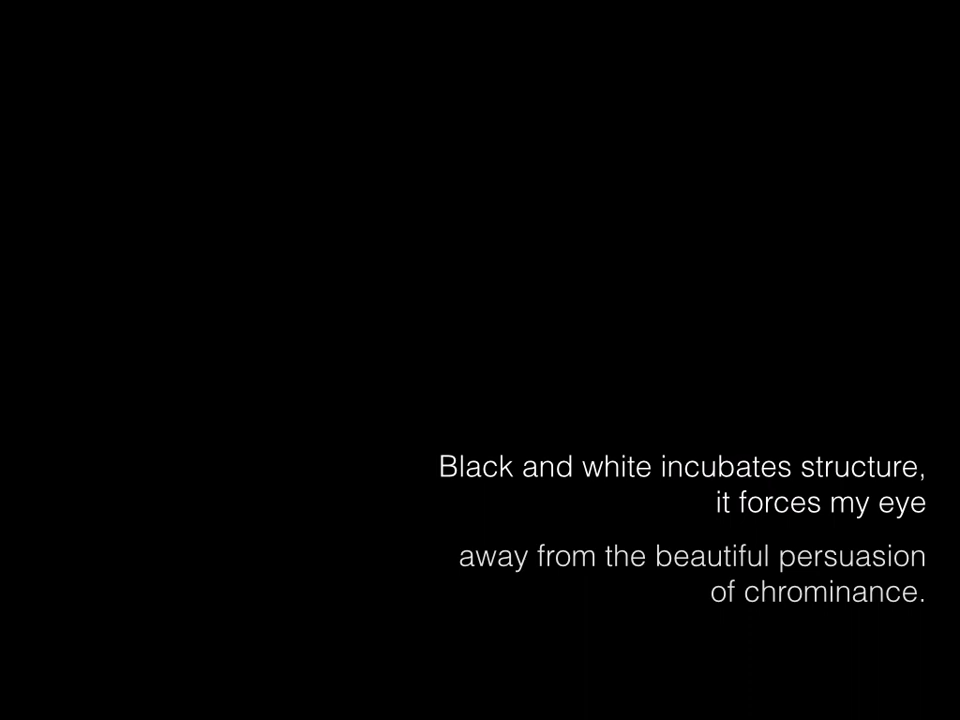 Black and white incubates structure,
it forces my eye
away from the beautiful persuasion
of chrominance.